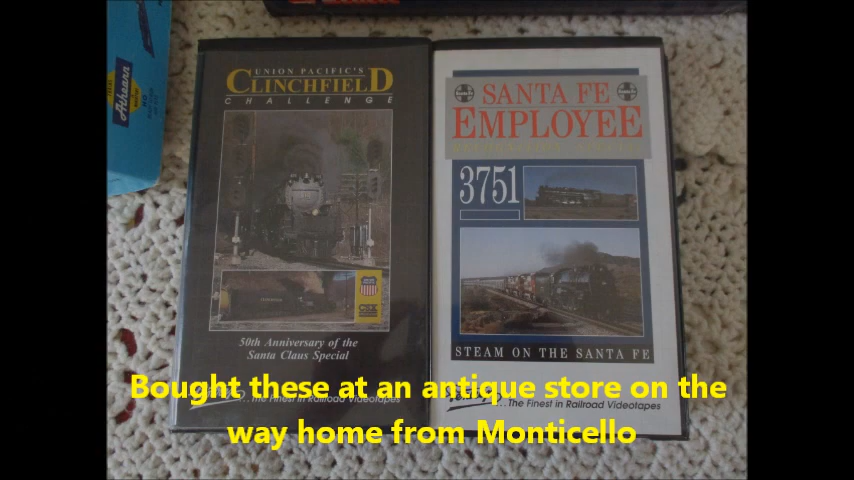 Athearn
HO
UNION PACIFIC'S
CLINCHFIELD
CHALLENGE
CSX
50th Anniversary of the
Santa Claus Special
...The Finest in Railroad Videotapes
SANTA FE
EMPLOYEE
3751
STEAM ON THE SANTA FE
...The Finest in Railroad Videotapes
Bought these at an antique store on the
way home from Monticello